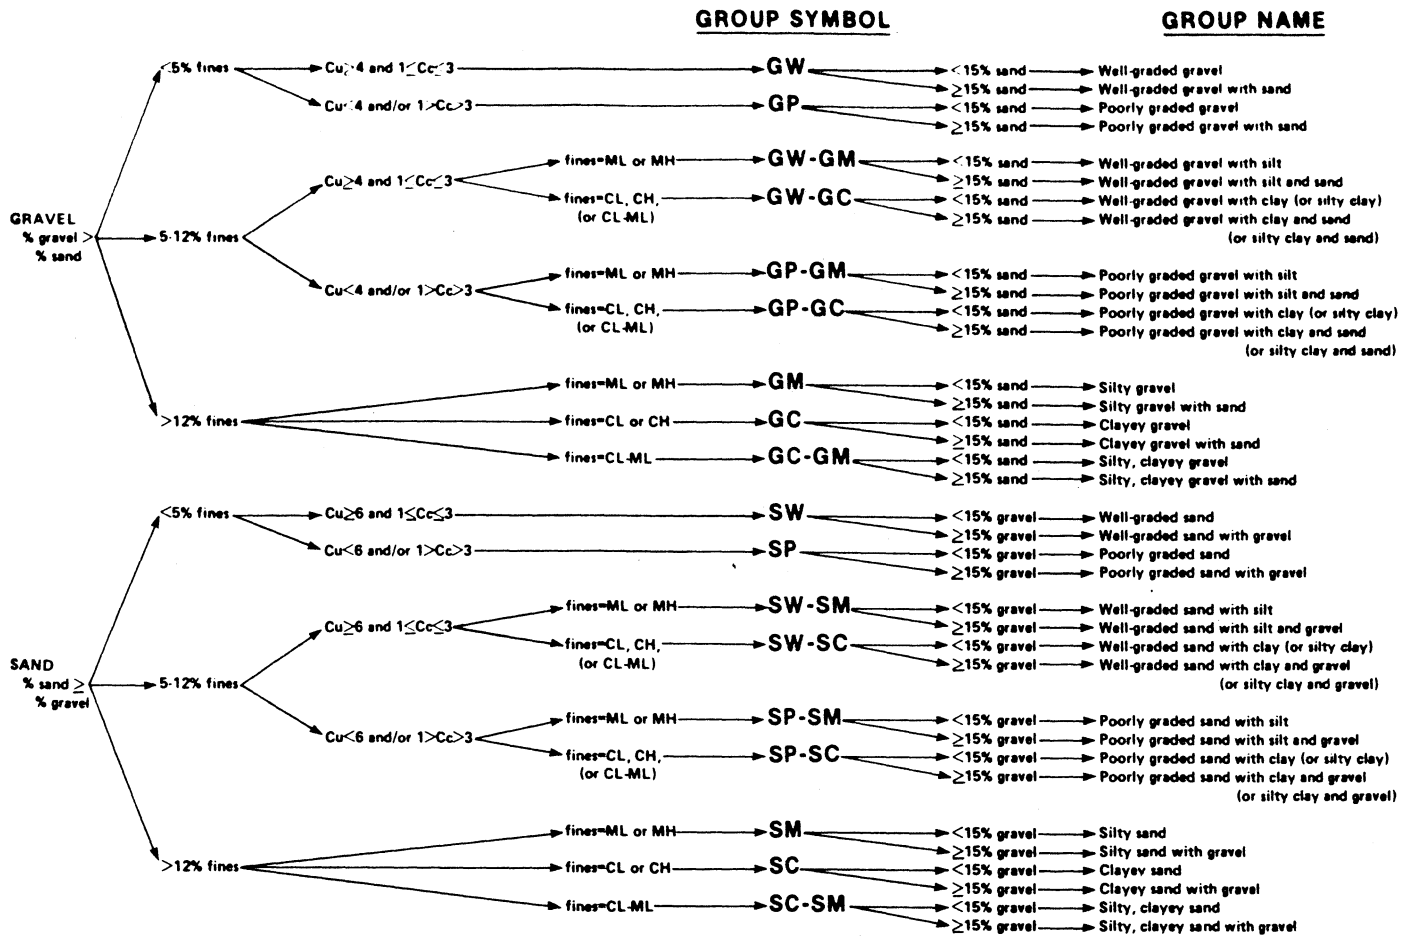 GROUP SYMBOL GROUP NAME
<5% fines Cu≥4 and 1≤Cc≤3 GW <15% sand Well-graded gravel
≥15% sand Well-graded gravel with sand
Cu<4 and/or 1>Cc>3 GP <15% sand Poorly graded gravel
≥15% sand Poorly graded gravel with sand
fines=ML or MH GW-GM <15% sand Well-graded gravel with silt
Cu≥4 and 1≤Cc≤3 ≥15% sand Well-graded gravel with silt and sand
fines=CL, CH, GW-GC <15% sand Well-graded gravel with clay (or silty clay)
(or CL-ML) ≥15% sand Well-graded gravel with clay and sand
GRAVEL
% gravel > 5-12% fines (or silty clay and sand)
% sand
fines=ML or MH GP-GM <15% sand Poorly graded gravel with silt
Cu<4 and/or 1>Cc>3 ≥15% sand Poorly graded gravel with silt and sand
fines=CL, CH, GP-GC <15% sand Poorly graded gravel with clay (or silty clay)
(or CL-ML) ≥15% sand Poorly graded gravel with clay and sand
(or silty clay and sand)
fines=ML or MH GM <15% sand Silty gravel
≥15% sand Silty gravel with sand
>12% fines fines=CL or CH GC <15% sand Clayey gravel
≥15% sand Clayey gravel with sand
fines=CL-ML GC-GM <15% sand Silty, clayey gravel
≥15% sand Silty, clayey gravel with sand
<5% fines Cu≥6 and 1≤Cc≤3 SW <15% gravel Well-graded sand
≥15% gravel Well-graded sand with gravel
Cu<6 and/or 1>Cc>3 SP <15% gravel Poorly graded sand
≥15% gravel Poorly graded sand with gravel
fines=ML or MH SW-SM <15% gravel Well-graded sand with silt
Cu≥6 and 1≤Cc≤3 ≥15% gravel Well-graded sand with silt and gravel
fines=CL, CH, SW-SC <15% gravel Well-graded sand with clay (or silty clay)
(or CL-ML) ≥15% gravel Well-graded sand with clay and gravel
SAND
% sand ≥ 5-12% fines (or silty clay and gravel)
% gravel
fines=ML or MH SP-SM <15% gravel Poorly graded sand with silt
Cu<6 and/or 1>Cc>3 ≥15% gravel Poorly graded sand with silt and gravel
fines=CL, CH, SP-SC <15% gravel Poorly graded sand with clay (or silty clay)
(or CL-ML) ≥15% gravel Poorly graded sand with clay and gravel
(or silty clay and gravel)
fines=ML or MH SM <15% gravel Silty sand
≥15% gravel Silty sand with gravel
>12% fines fines=CL or CH SC <15% gravel Clayey sand
≥15% gravel Clayey sand with gravel
fines=CL-ML SC-SM <15% gravel Silty, clayey sand
≥15% gravel Silty, clayey sand with gravel